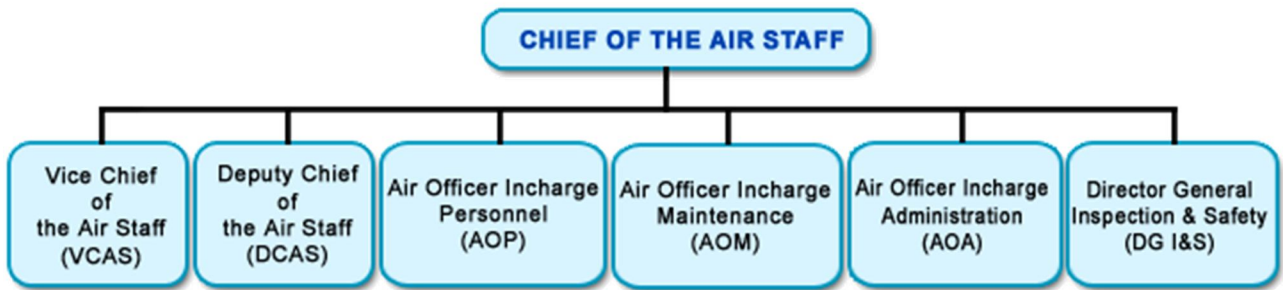 CHIEF OF THE AIR STAFF
Vice Chief
of
the Air Staff
(VCAS)
Deputy Chief
of
the Air Staff
(DCAS)
Air Officer Incharge
Personnel
(AOP)
Air Officer Incharge
Maintenance
(AOM)
Air Officer Incharge
Administration
(AOA)
Director General
Inspection & Safety
(DG I&S)